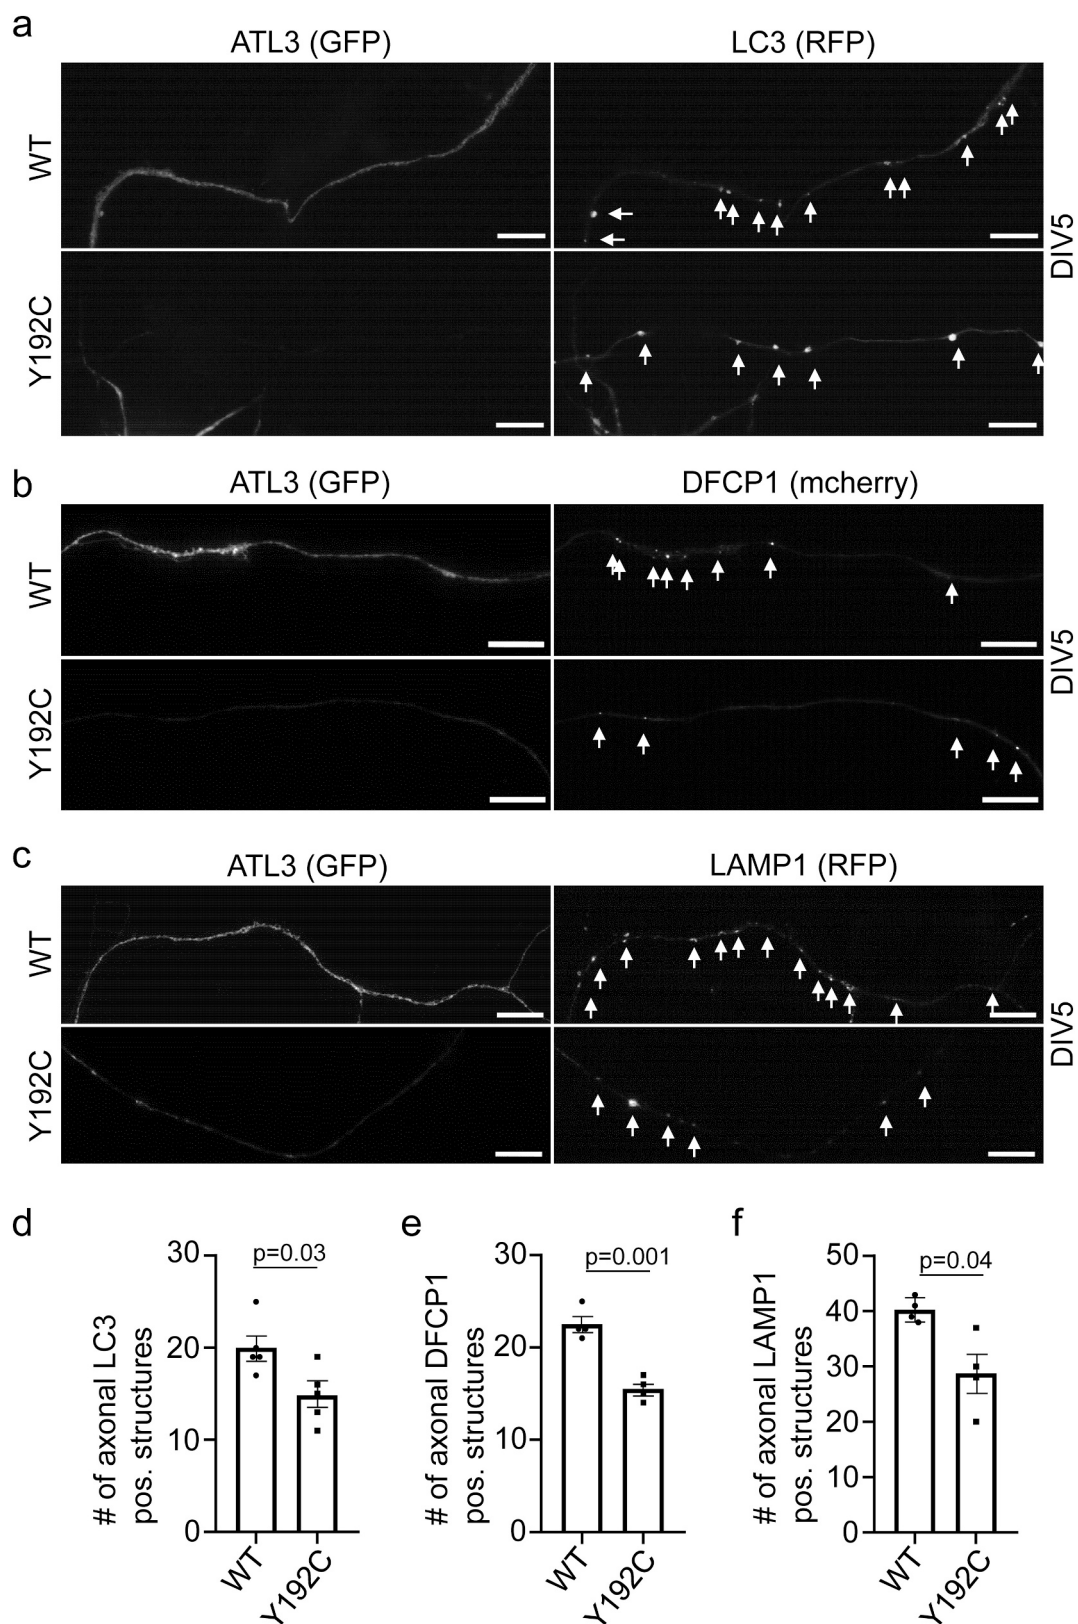 a
ATL3 (GFP)
LC3 (RFP)
WT
Y192C
DIV5
b
ATL3 (GFP)
DFCP1 (mcherry)
WT
Y192C
DIV5
c
ATL3 (GFP)
LAMP1 (RFP)
WT
Y192C
DIV5
d
# of axonal LC3
pos. structures
30
20
10
0
p=0.03
WT
Y192C
e
# of axonal DFCP1
pos. structures
30
20
10
0
p=0.001
WT
Y192C
f
# of axonal LAMP1
pos. structures
50
40
30
20
10
0
p=0.04
WT
Y192C